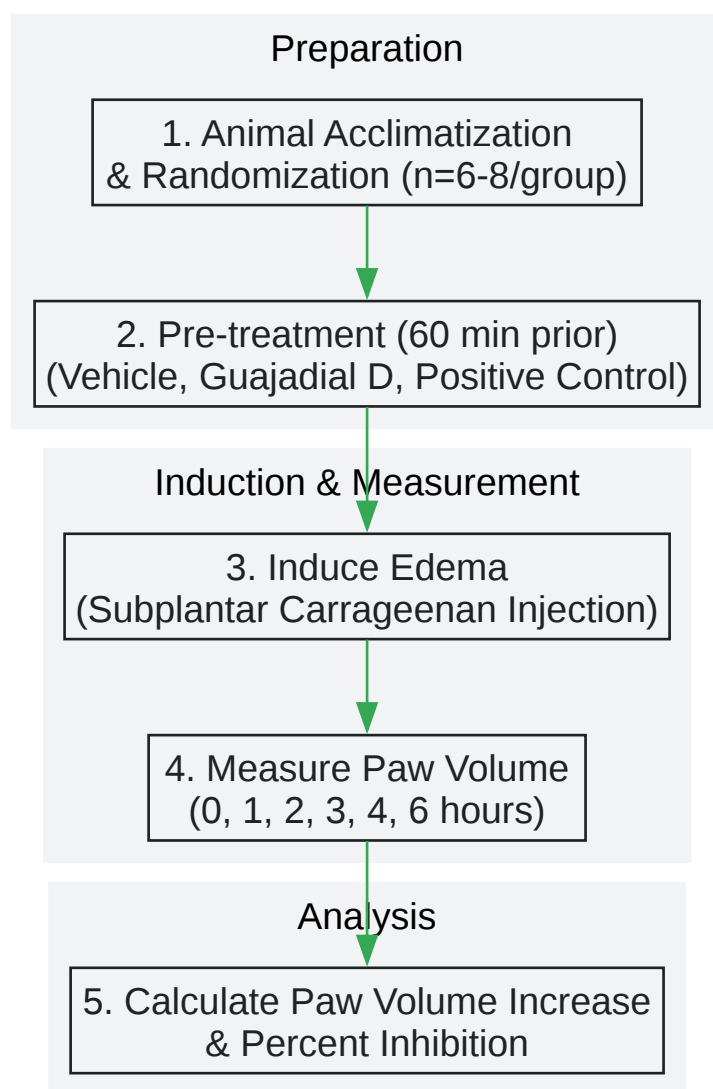 Preparation
1. Animal Acclimatization
& Randomization (n=6-8/group)
2. Pre-treatment (60 min prior)
(Vehicle, Guajadial D, Positive Control)
Induction & Measurement
3. Induce Edema
(Subplantar Carrageenan Injection)
4. Measure Paw Volume
(0, 1, 2, 3, 4, 6 hours)
Analysis
5. Calculate Paw Volume Increase
& Percent Inhibition